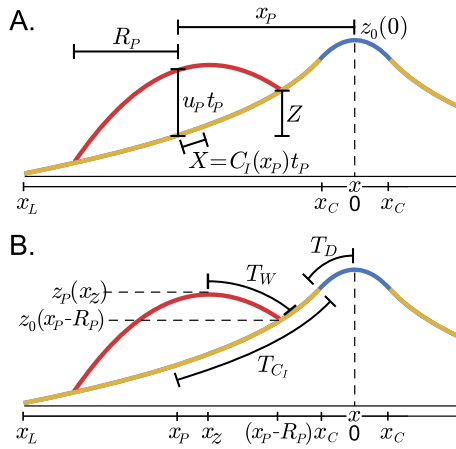 A.
x_P
z_0(0)
R_P
u_P t_P
Z
X=C_I(x_P)t_P
x_L
x_C
x
x_C
0
B.
T_D
z_P(x_z)
T_W
z_0(x_P-R_P)
T_{C_I}
x_L
x_P
x_z
(x_P-R_P)
x_C
x
x_C
0